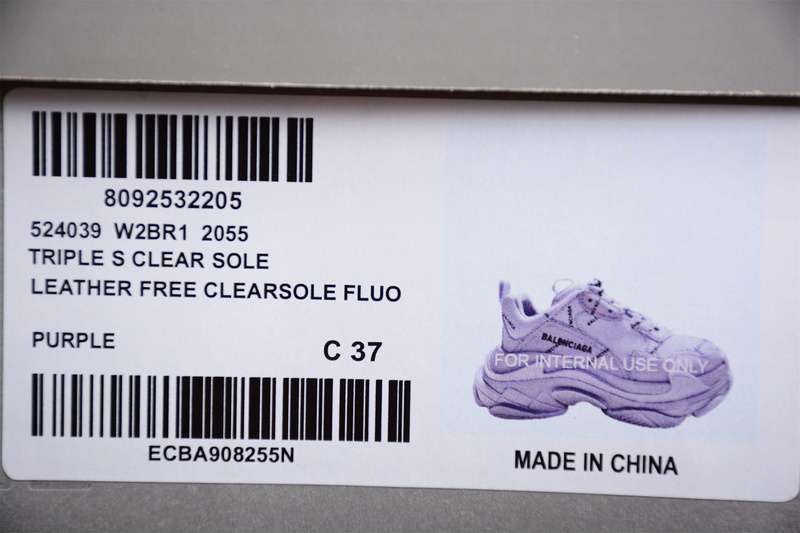 8092532205
524039 W2BR1 2055
TRIPLE S CLEAR SOLE
LEATHER FREE CLEARSOLE FLUO
PURPLE
C 37
ECBA908255N
BALENCIAGA
FOR INTERNAL USE ONLY
MADE IN CHINA